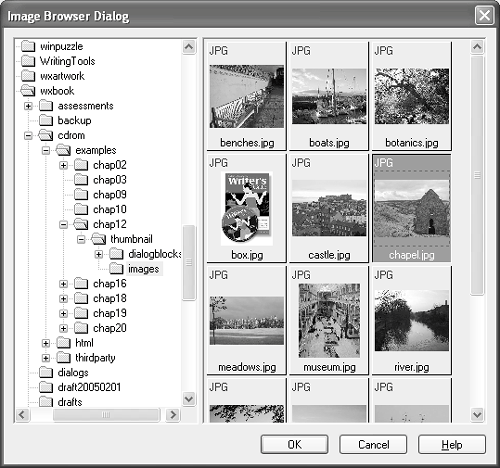 Image Browser Dialog
winpuzzle
WritingTools
wxartwork
wxbook
assessments
backup
cdrom
examples
chap02
chap03
chap09
chap10
chap12
thumbnail
dialogblocks
images
chap16
chap18
chap19
chap20
html
thirdparty
dialogs
draft20050201
drafts
JPG JPG JPG
benches.jpg boats.jpg botanics.jpg
JPG JPG JPG
Writer's
box.jpg castle.jpg chapel.jpg
JPG JPG JPG
meadows.jpg museum.jpg river.jpg
JPG JPG JPG
OK Cancel Help